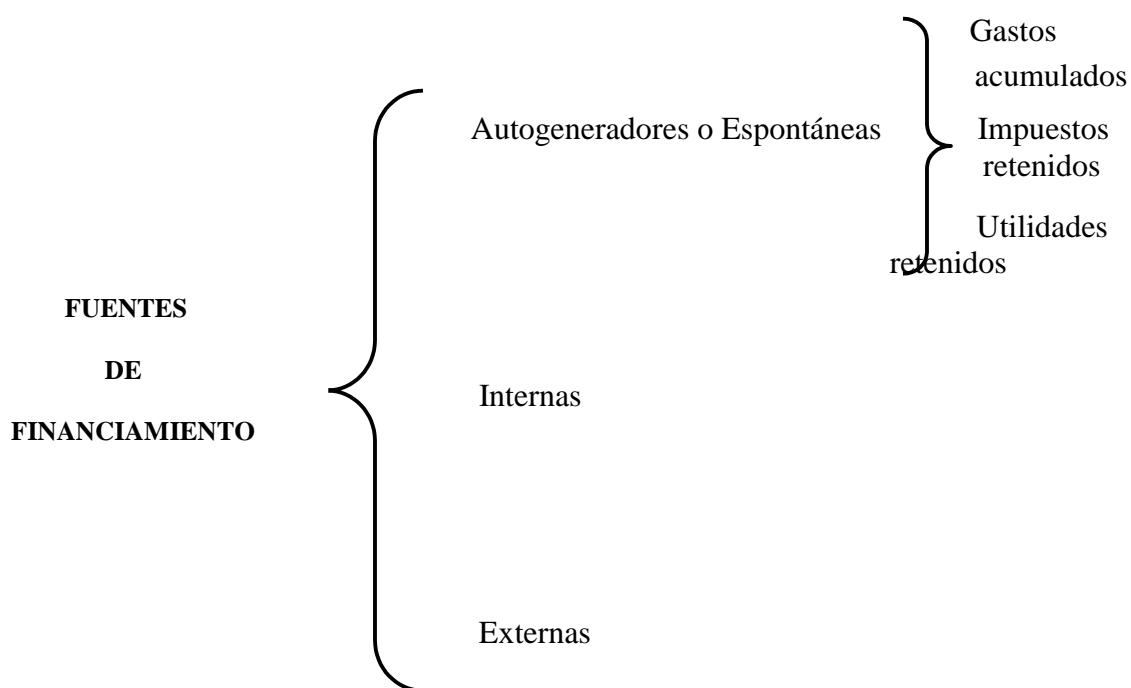 FUENTES
DE
FINANCIAMIENTO
Autogeneradores o Espontáneas
Gastos
acumulados
Impuestos
retenidos
Utilidades
retenidos
Internas
Externas